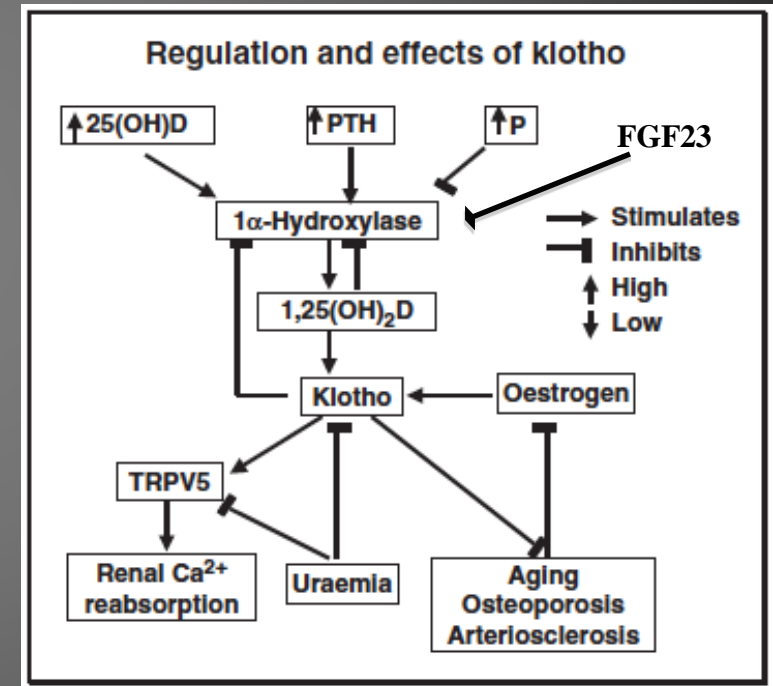 Regulation and effects of klotho
↑25(OH)D
↑PTH
↑P
FGF23
1α-Hydroxylase
Stimulates
Inhibits
High
Low
1,25(OH)₂D
Klotho
Oestrogen
TRPV5
Renal Ca²⁺
reabsorption
Uraemia
Aging
Osteoporosis
Arteriosclerosis